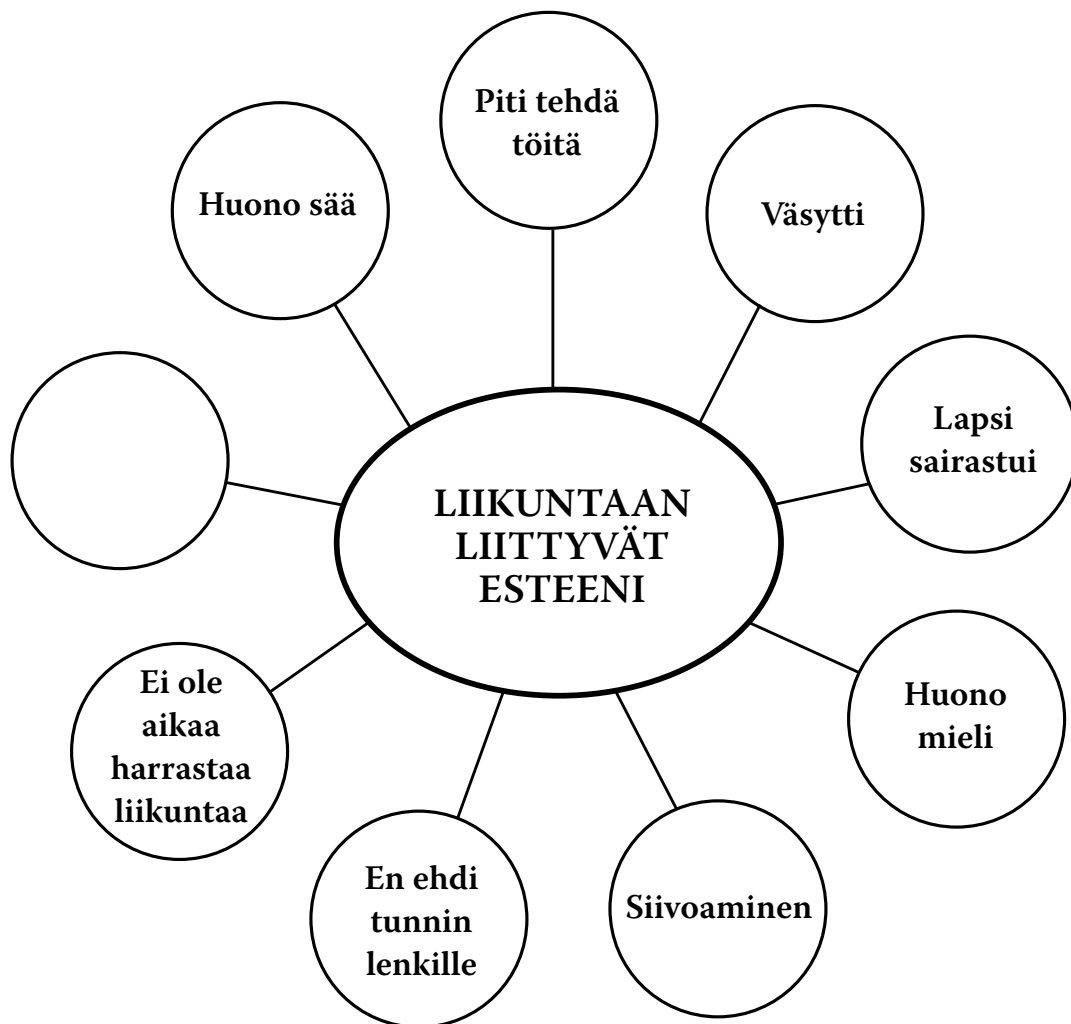 Piti tehdä
töitä
Huono sää
Väsytti
Lapsi
sairastui
LIIKUNTAAN
LIITTYVÄT
ESTEENI
Ei ole
aikaa
harrastaa
liikuntaa
Huono
mieli
En ehdi
tunnin
lenkille
Siivoaminen